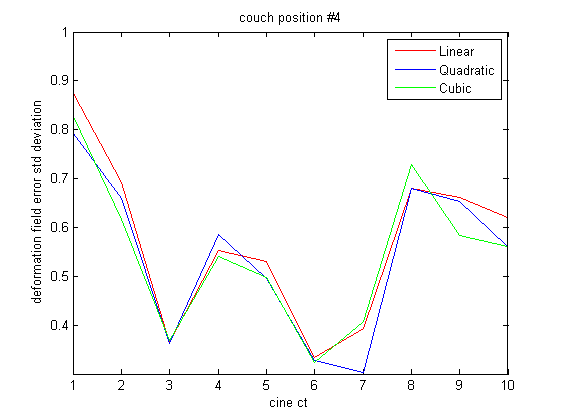 couch position #4
Linear
Quadratic
Cubic
deformation field error std deviation
1
0.9
0.8
0.7
0.6
0.5
0.4
1 2 3 4 5 6 7 8 9 10
cine ct